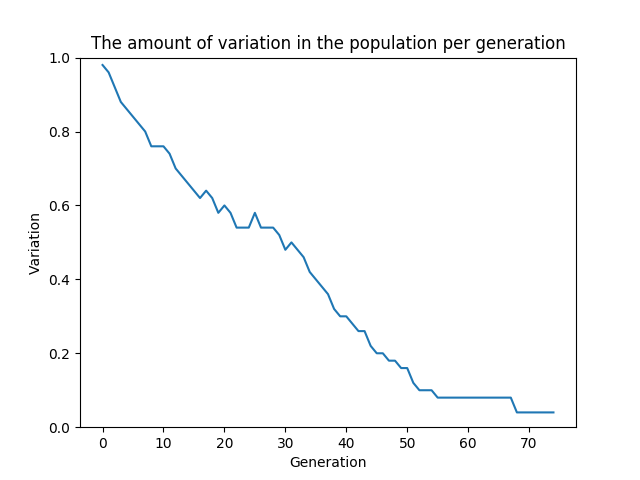 The amount of variation in the population per generation
1.0
0.8
0.6
0.4
0.2
0.0
Variation
0 10 20 30 40 50 60 70
Generation